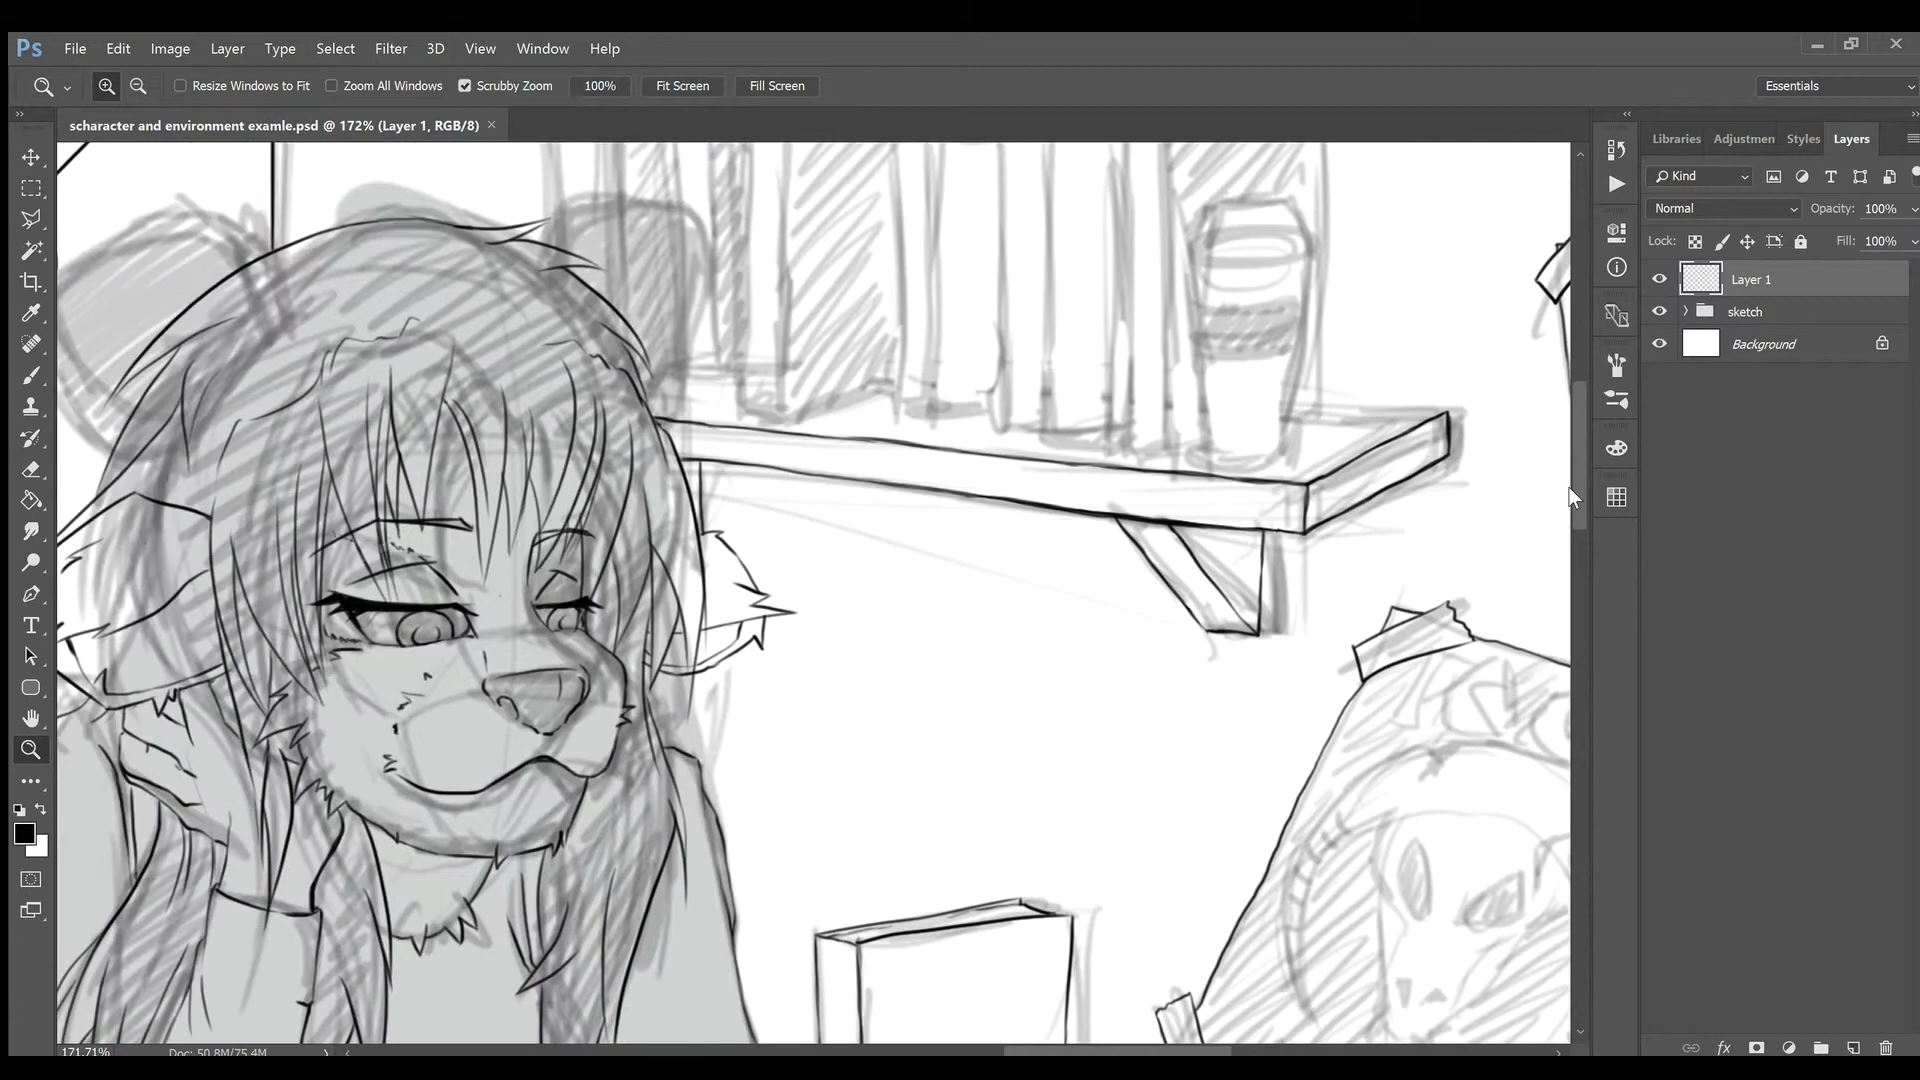 Ps File Edit Image Layer Type Select Filter 3D View Window Help
Resize Windows to Fit Zoom All Windows Scrubby Zoom 100% Fit Screen Fill Screen Essentials
scharacter and environment examle.psd @ 172% (Layer 1, RGB/8)
Libraries Adjustmen Styles Layers
Kind
Normal Opacity: 100%
Lock: Fill: 100%
Layer 1
sketch
Background
171.71% Doc: 50.8M/75.4M
fx